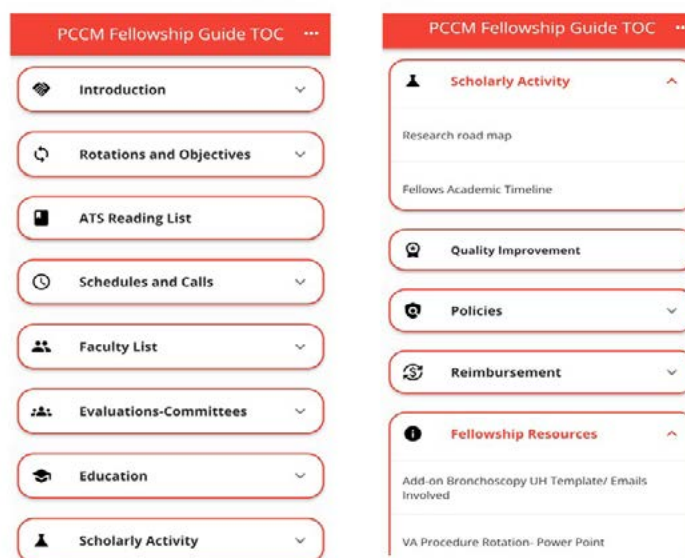 PCCM Fellowship Guide TOC
Introduction
Rotations and Objectives
ATS Reading List
Schedules and Calls
Faculty List
Evaluations-Committees
Education
Scholarly Activity
PCCM Fellowship Guide TOC
Scholarly Activity
Research road map
Fellows Academic Timeline
Quality Improvement
Policies
Reimbursement
Fellowship Resources
Add-on Bronchoscopy UH Template/ Emails
Involved
VA Procedure Rotation- Power Point